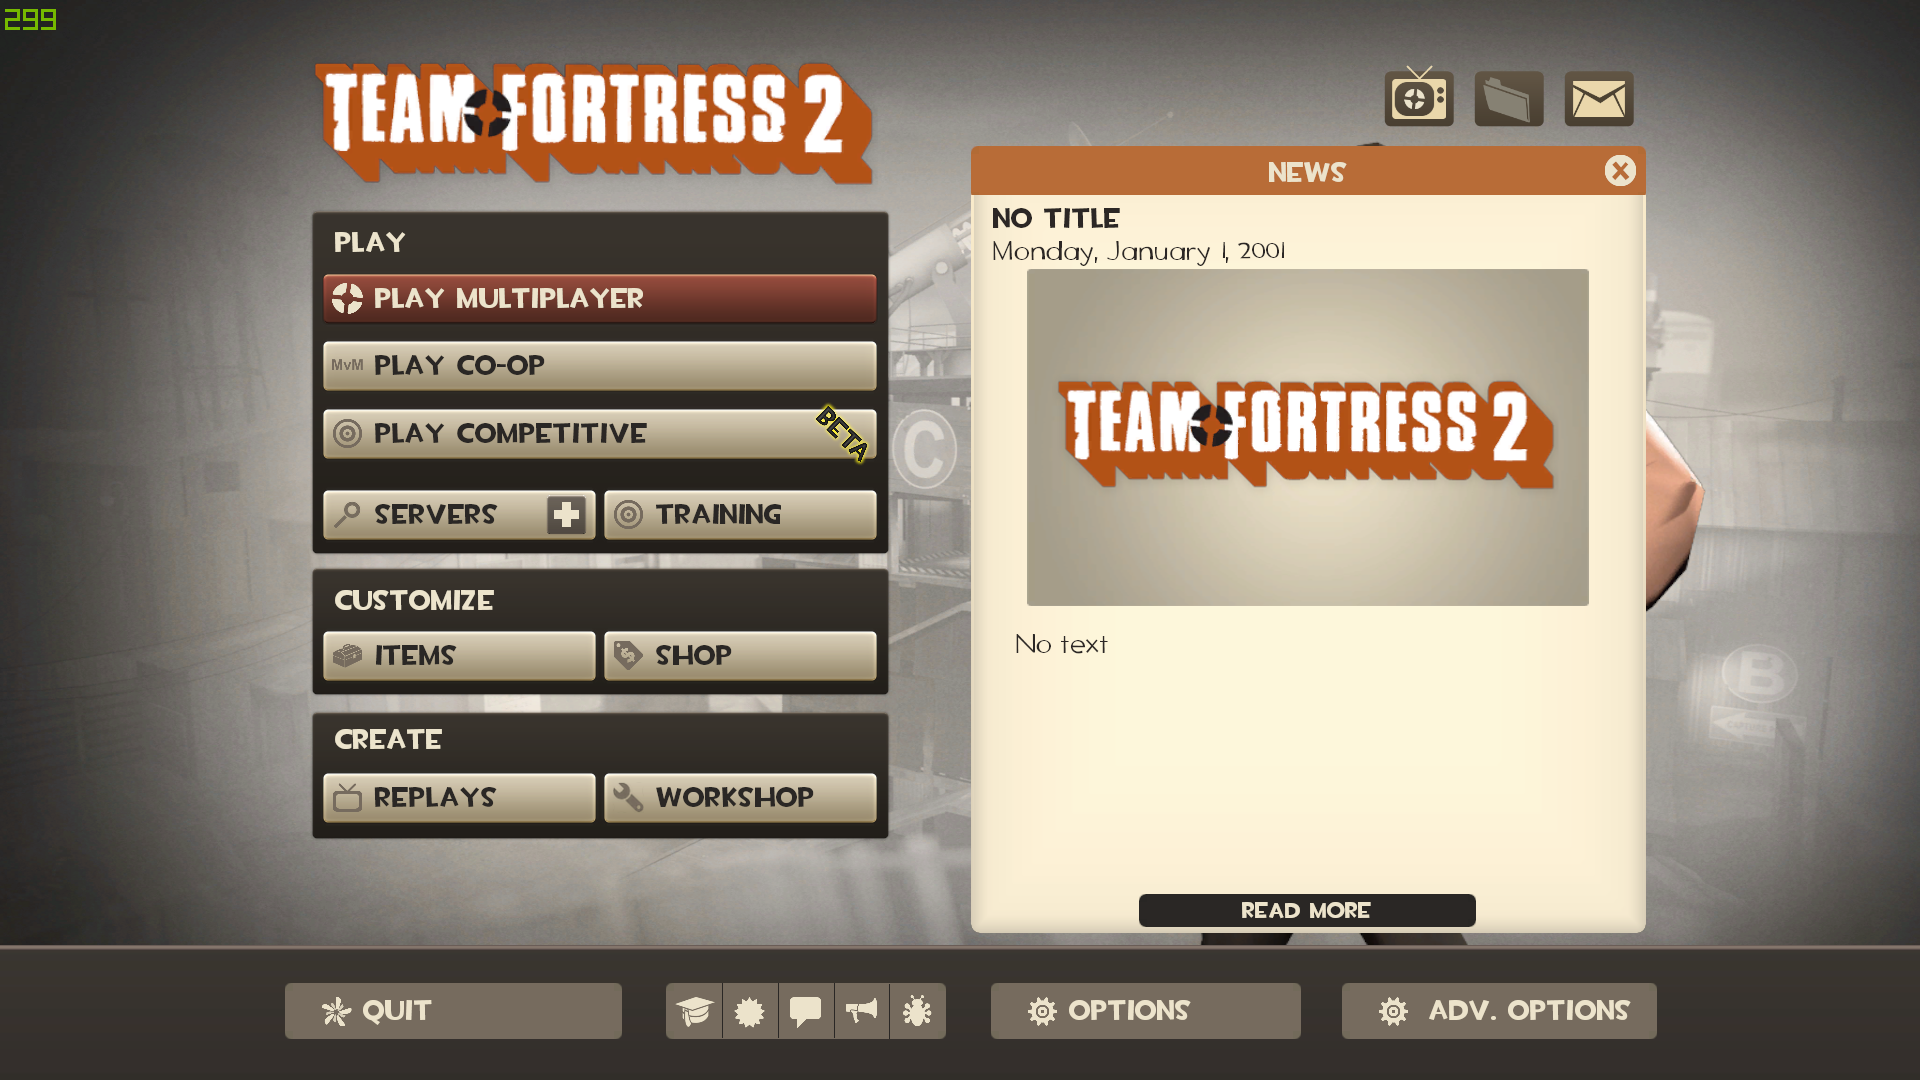 299
TEAM FORTRESS 2
PLAY
PLAY MULTIPLAYER
MvM PLAY CO-OP
PLAY COMPETITIVE
BETA
SERVERS
TRAINING
CUSTOMIZE
ITEMS
SHOP
CREATE
REPLAYS
WORKSHOP
NEWS
NO TITLE
Monday, January 1, 2001
TEAM FORTRESS 2
No text
READ MORE
C
B
QUIT
OPTIONS
ADV. OPTIONS